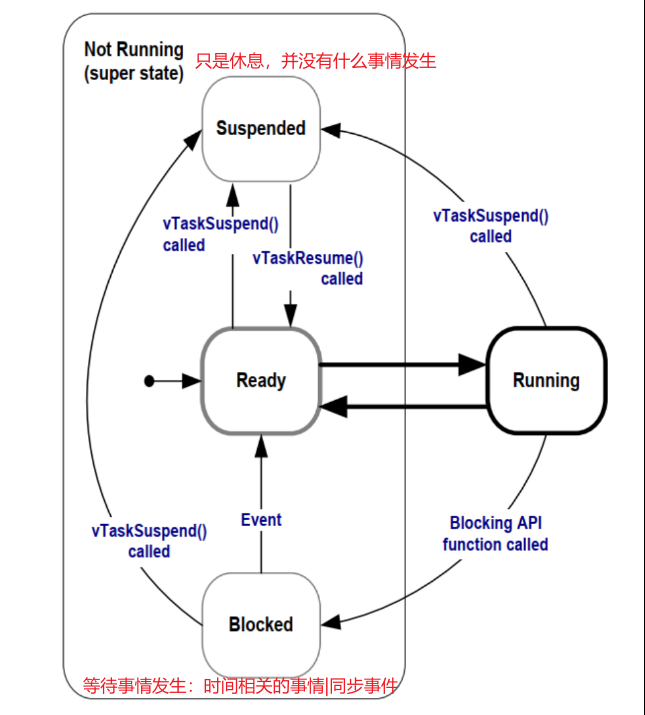 Not Running
(super state)
只是休息，并没有什么事情发生
Suspended
vTaskSuspend()
called
vTaskResume()
called
vTaskSuspend()
called
Ready
Running
vTaskSuspend()
called
Event
Blocking API
function called
Blocked
等待事情发生：时间相关的事情|同步事件